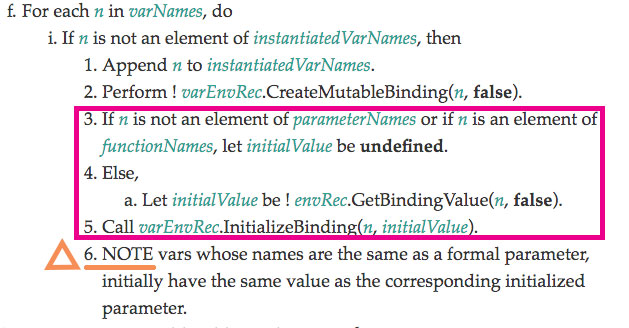 f. For each n in varNames, do
i. If n is not an element of instantiatedVarNames, then
1. Append n to instantiatedVarNames.
2. Perform ! varEnvRec.CreateMutableBinding(n, false).
3. If n is not an element of parameterNames or if n is an element of
functionNames, let initialValue be undefined.
4. Else,
a. Let initialValue be ! envRec.GetBindingValue(n, false).
5. Call varEnvRec.InitializeBinding(n, initialValue).
6. NOTE vars whose names are the same as a formal parameter,
initially have the same value as the corresponding initialized
parameter.